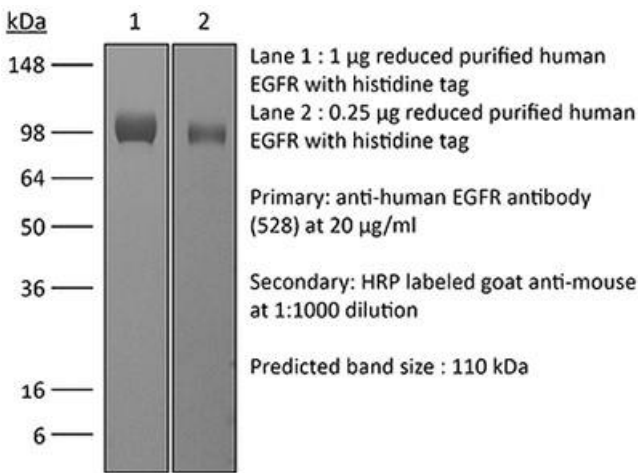 kDa
1 2
148
98
64
50
36
16
6
Lane 1 : 1 µg reduced purified human
EGFR with histidine tag
Lane 2 : 0.25 µg reduced purified human
EGFR with histidine tag
Primary: anti-human EGFR antibody
(528) at 20 µg/ml
Secondary: HRP labeled goat anti-mouse
at 1:1000 dilution
Predicted band size : 110 kDa